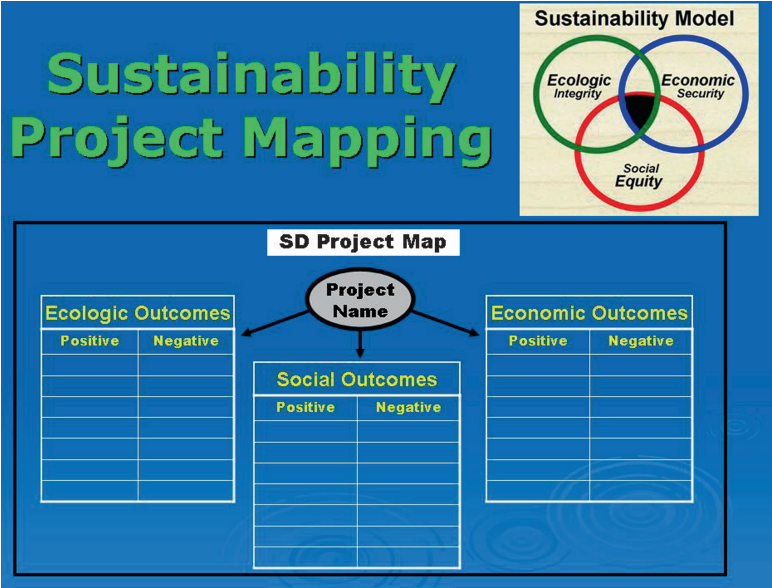 Sustainability
Project Mapping
Sustainability Model
Ecologic
Integrity
Economic
Security
Social
Equity
SD Project Map
Project
Name
Ecologic Outcomes
Positive Negative
Social Outcomes
Positive Negative
Economic Outcomes
Positive Negative